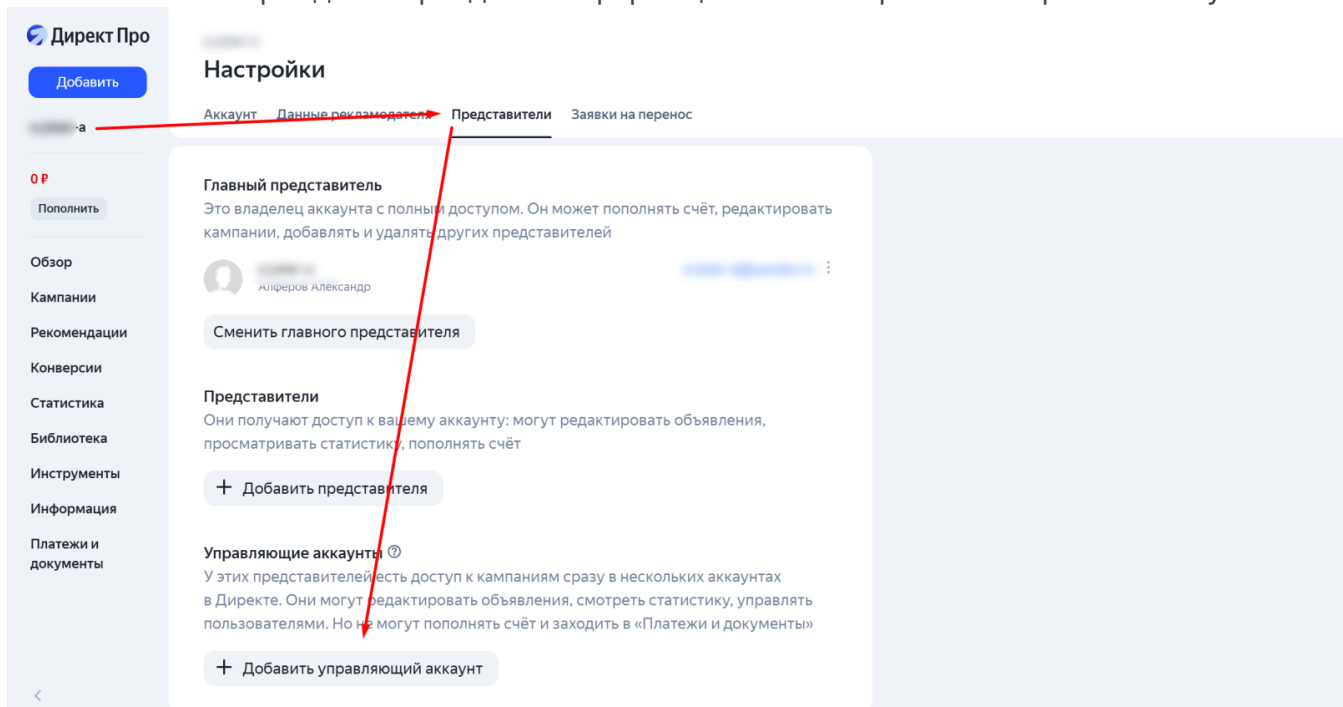 Директ Про
Добавить
-а
0 ₽
Пополнить
Обзор
Кампании
Рекомендации
Конверсии
Статистика
Библиотека
Инструменты
Информация
Платежи и
документы
Настройки
Аккаунт Данные рекламодателя Представители Заявки на перенос
Главный представитель
Это владелец аккаунта с полным доступом. Он может пополнять счёт, редактировать
кампании, добавлять и удалять других представителей
Алферов Александр
Сменить главного представителя
Представители
Они получают доступ к вашему аккаунту: могут редактировать объявления,
просматривать статистику, пополнять счёт
+ Добавить представителя
Управляющие аккаунты
У этих представителей есть доступ к кампаниям сразу в нескольких аккаунтах
в Директе. Они могут редактировать объявления, смотреть статистику, управлять
пользователями. Но не могут пополнять счёт и заходить в «Платежи и документы»
+ Добавить управляющий аккаунт